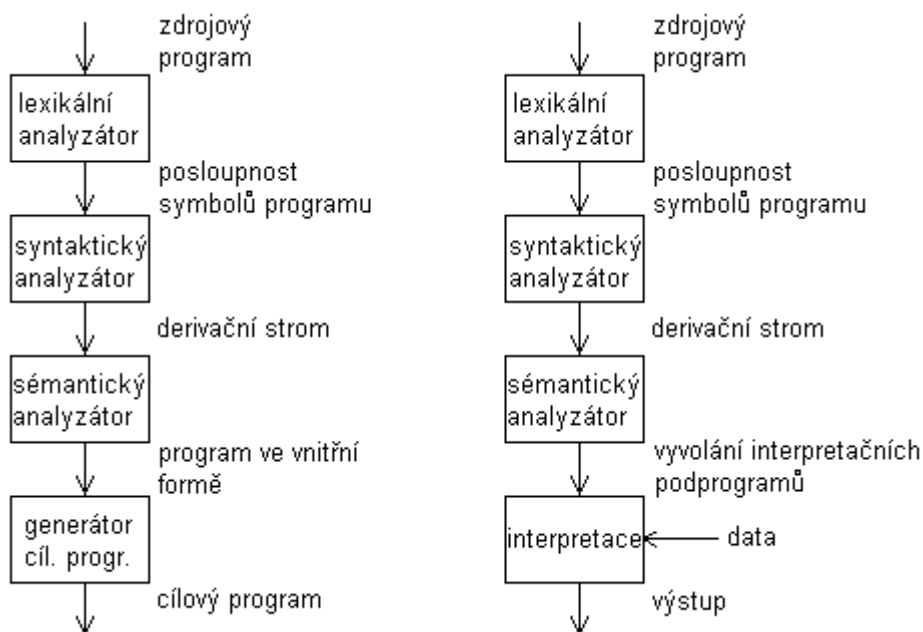 zdrojový
program
lexikální
analyzátor
posloupnost
symbolů programu
syntaktický
analyzátor
derivační strom
sémantický
analyzátor
program ve vnitřní
formě
generátor
cíl. progr.
cílový program
zdrojový
program
lexikální
analyzátor
posloupnost
symbolů programu
syntaktický
analyzátor
derivační strom
sémantický
analyzátor
vyvolání interpretačních
podprogramů
interpretace
data
výstup